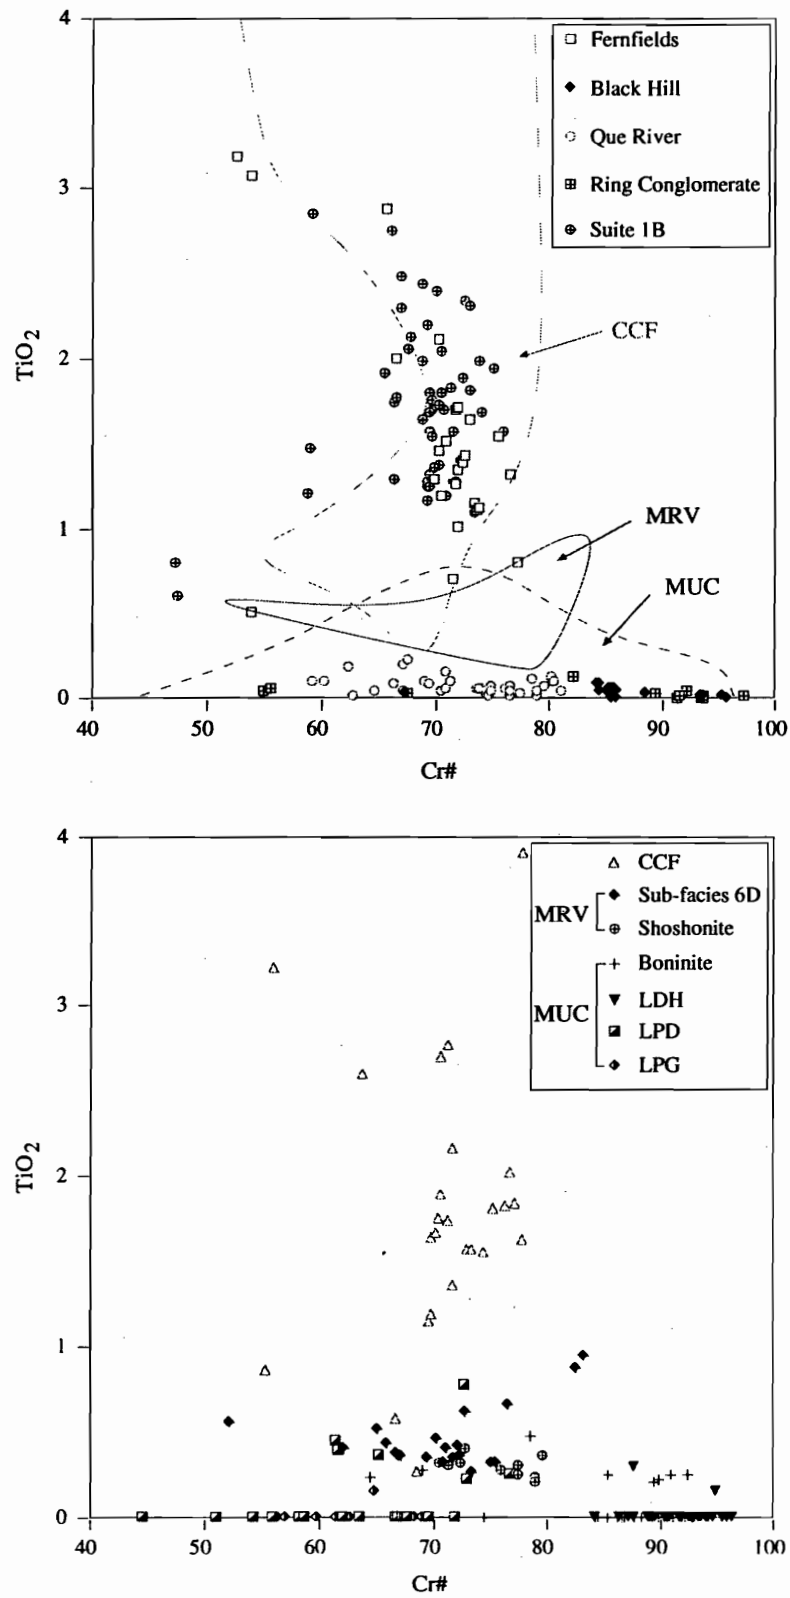 4
3
2
1
0
TiO2
Fernfields
Black Hill
Que River
Ring Conglomerate
Suite 1B
CCF
MRV
MUC
40 50 60 70 80 90 100
Cr#
4
3
2
1
0
TiO2
CCF
MRV
Sub-facies 6D
Shoshonite
MUC
Boninite
LDH
LPD
LPG
40 50 60 70 80 90 100
Cr#